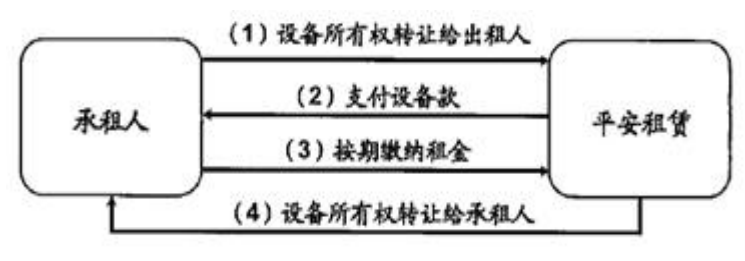 (1)设备所有权转让给出租人
承租人
(2)支付设备款
平安租赁
(3)按期缴纳租金
(4)设备所有权转让给承租人